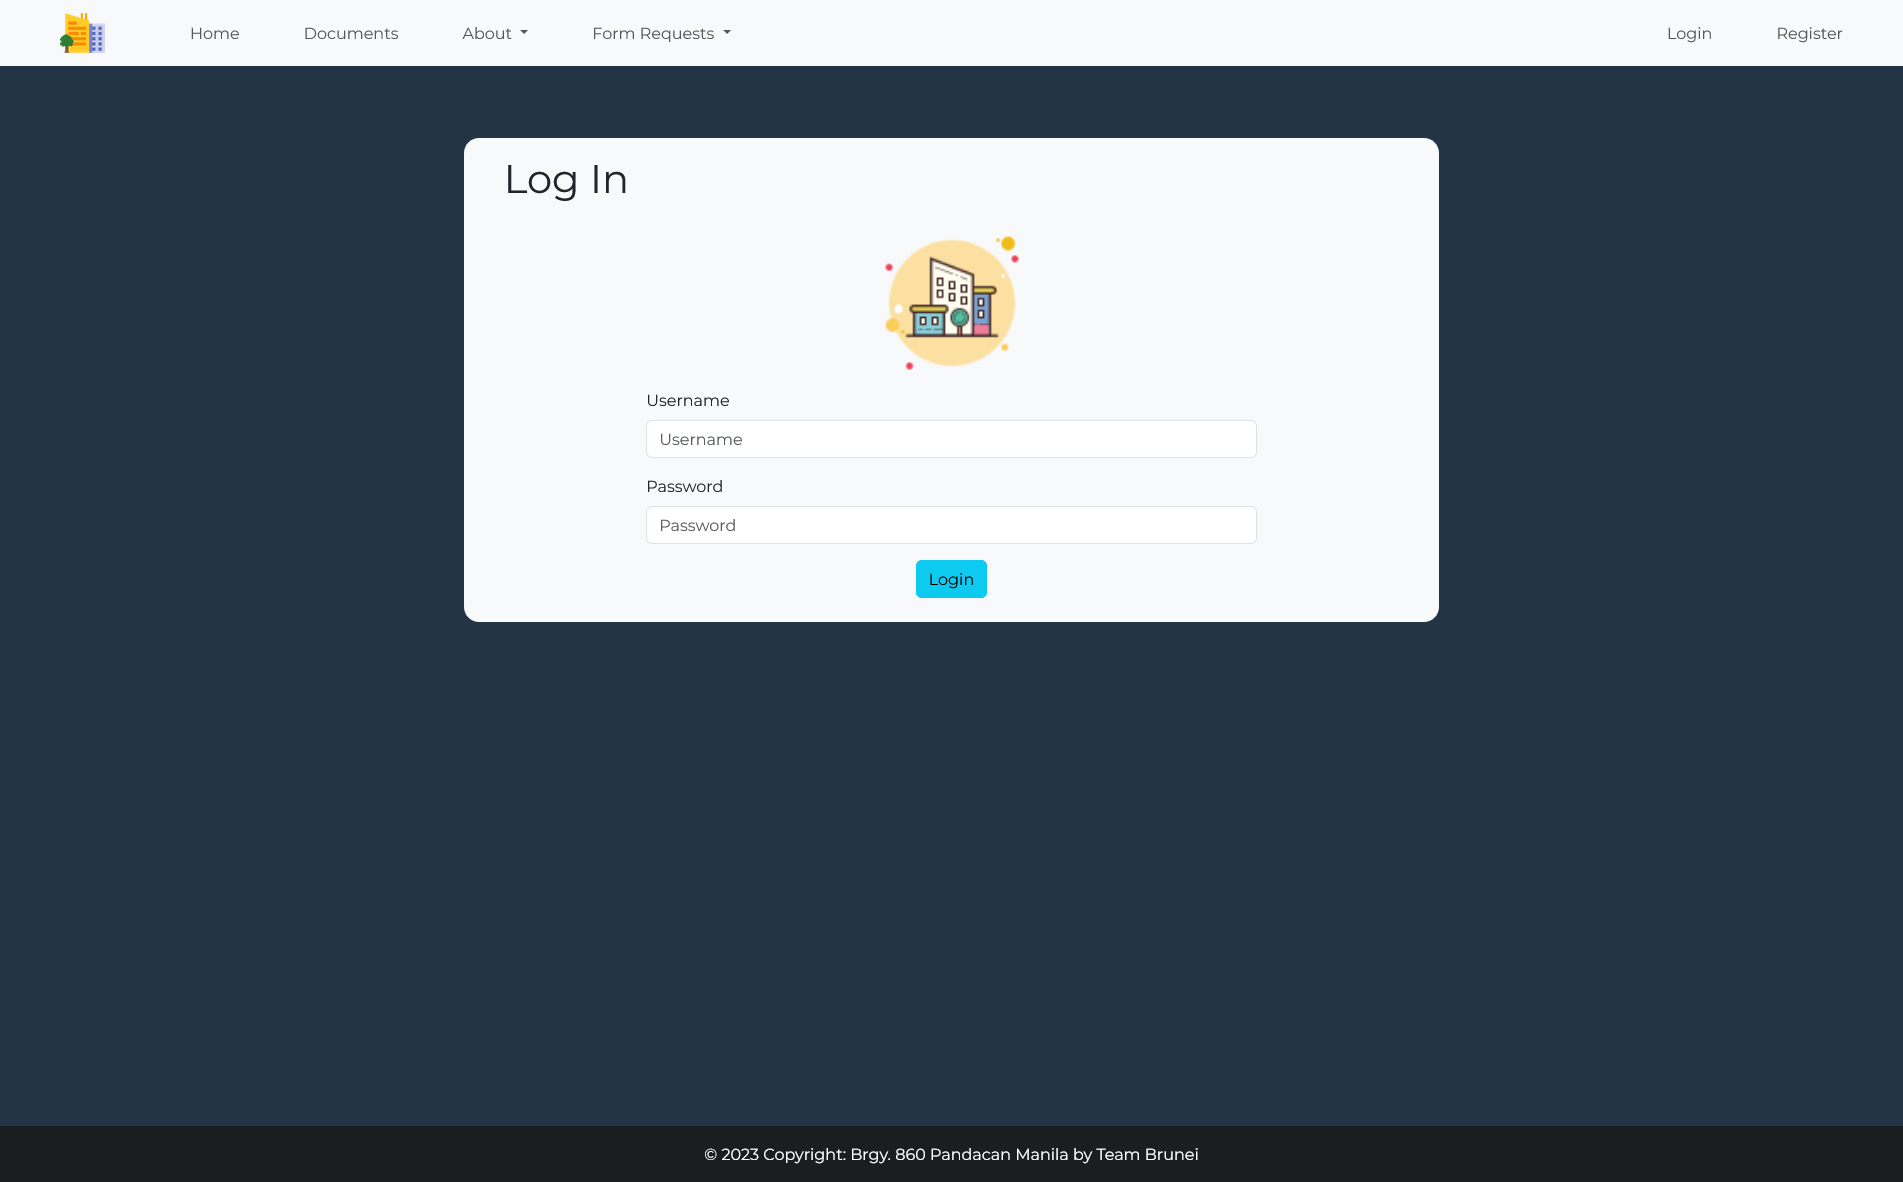 Home Documents About Form Requests Login Register
Log In
Username
Username
Password
Password
Login
© 2023 Copyright: Brgy. 860 Pandacan Manila by Team Brunei